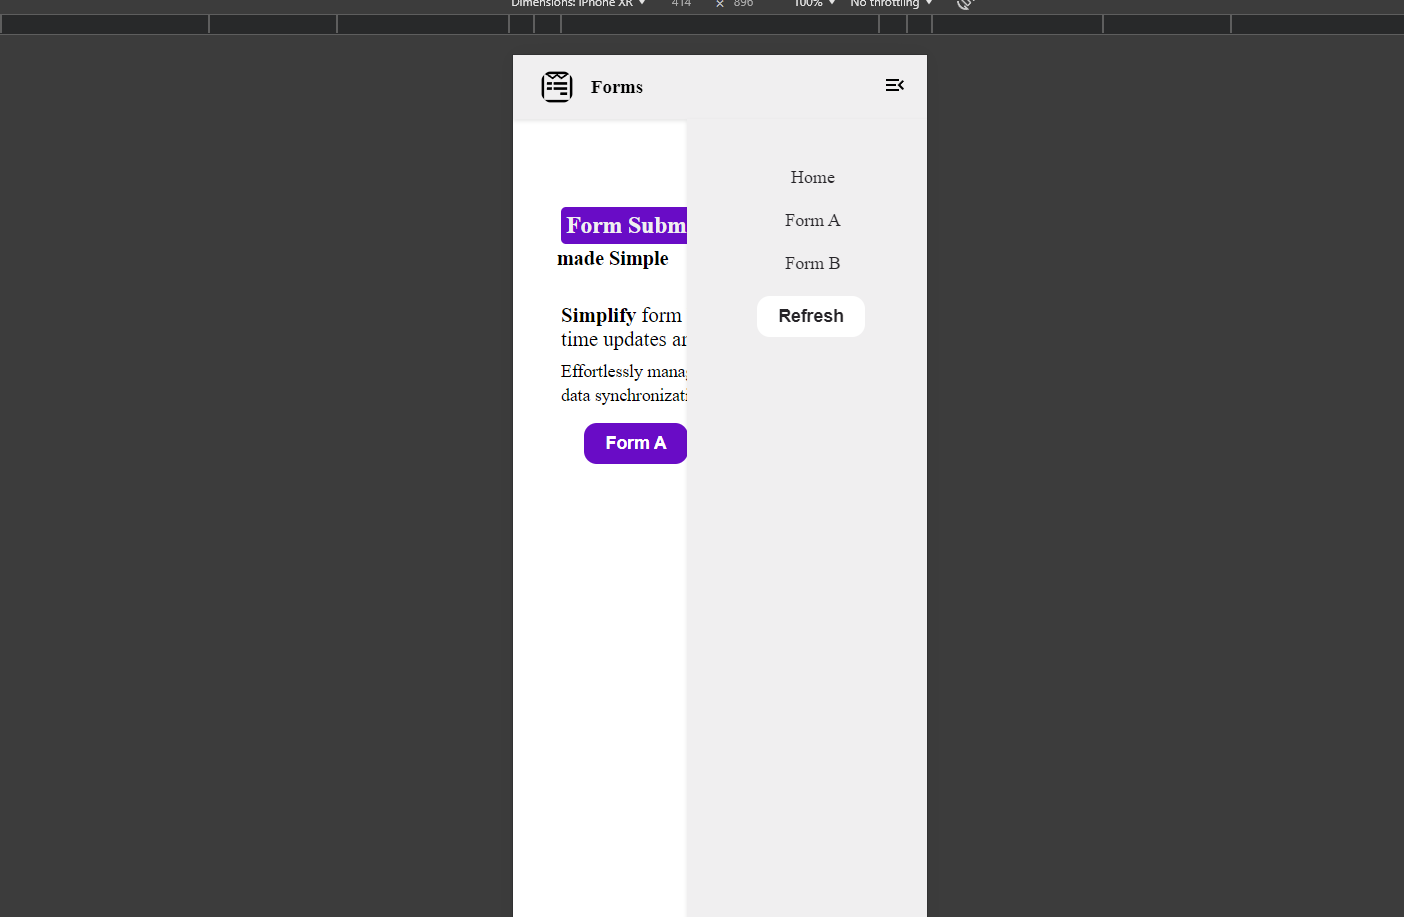 Dimensions: iPhone XR 414 × 896 100% No throttling
Forms
Home
Form A
Form B
Refresh
Form Subm
made Simple
Simplify form
time updates ar
Effortlessly mana
data synchronizati
Form A